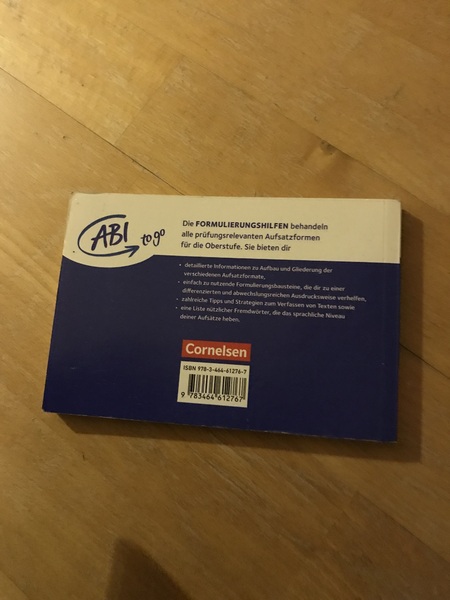 ABI to go
Die FORMULIERUNGSHILFEN behandeln
alle prüfungsrelevanten Aufsatzformen
für die Oberstufe. Sie bieten dir
• detaillierte Informationen zu Aufbau und Gliederung der
verschiedenen Aufsatzformate,
• einfach zu nutzende Formulierungsbausteine, die dir zu einer
differenzierten und abwechslungsreichen Ausdrucksweise verhelfen,
• zahlreiche Tipps und Strategien zum Verfassen von Texten sowie
• eine Liste nützlicher Fremdwörter, die das sprachliche Niveau
deiner Aufsätze heben.
Cornelsen
ISBN 978-3-464-61276-7
9 783464 612767